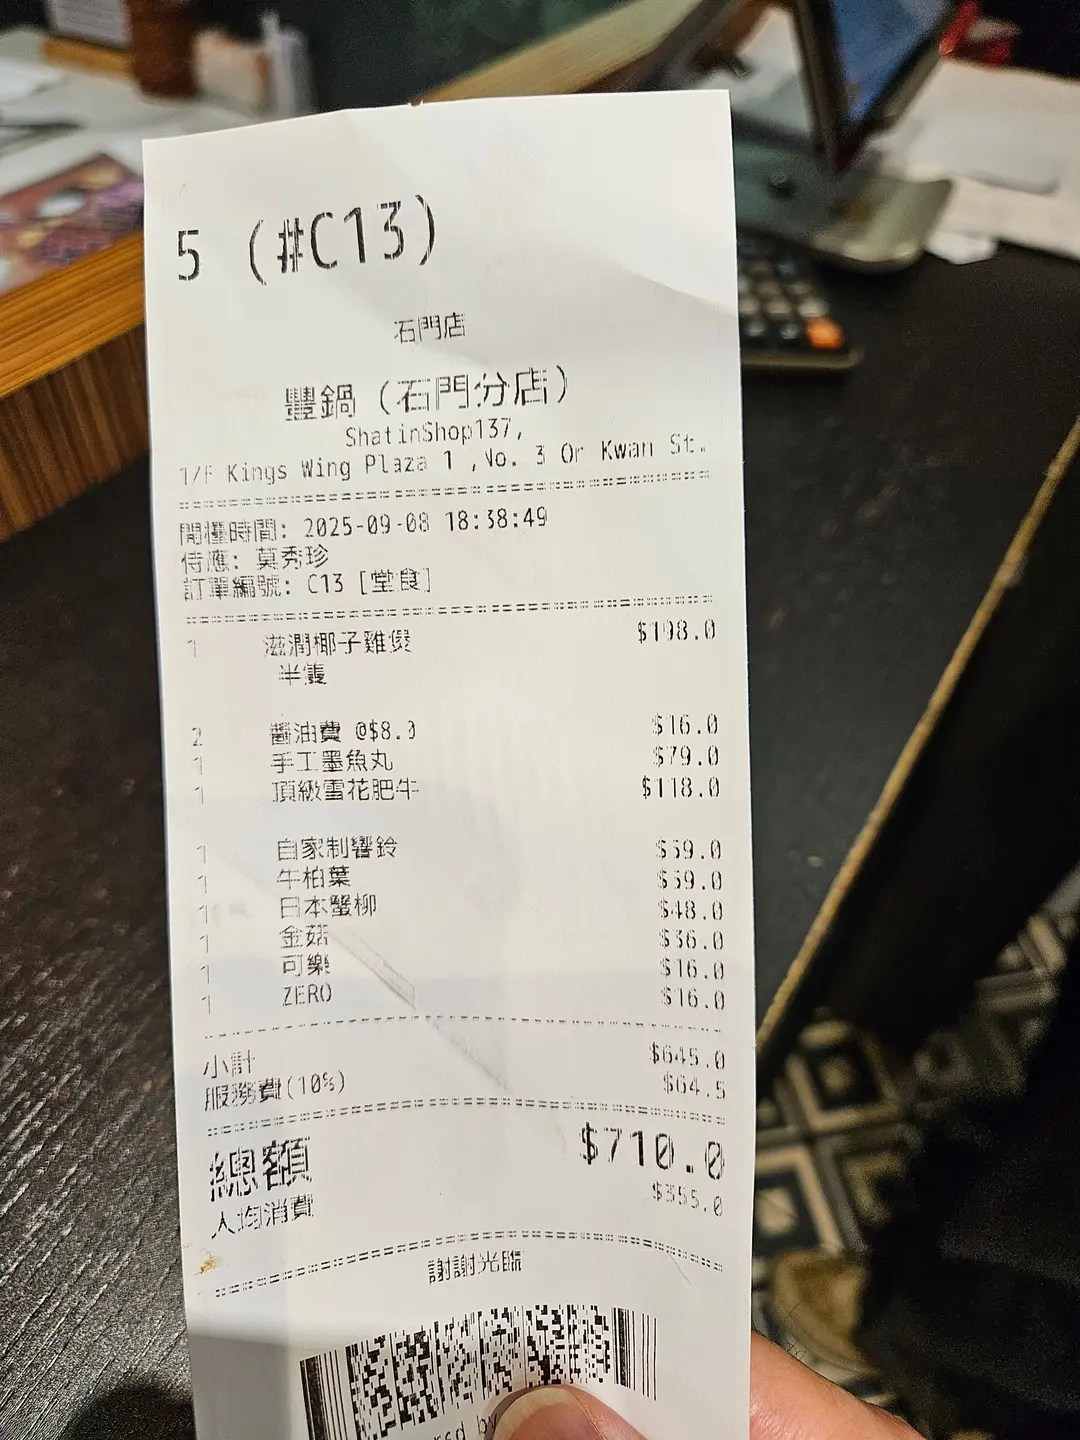 5 (#C13)
石門店
豐鍋 (石門分店)
ShatinShop137,
1/F Kings Wing Plaza 1 ,No. 3 On Kwan St.
開檯時間: 2025-09-08 18:38:49
侍應: 莫秀珍
訂單編號: C13 [堂食]
1 滋潤椰子雞煲 $198.0
半隻
2 醬油費 @$8.0 $16.0
1 手工墨魚丸 $79.0
1 頂級雪花肥牛 $118.0
1 自家制響鈴 $59.0
1 牛柏葉 $59.0
1 日本蟹柳 $48.0
1 金菇 $36.0
1 可樂 $16.0
1 ZERO $16.0
小計 $645.0
服務費(10%) $64.5
總額 $710.0
人均消費 $355.0
謝謝光臨
by